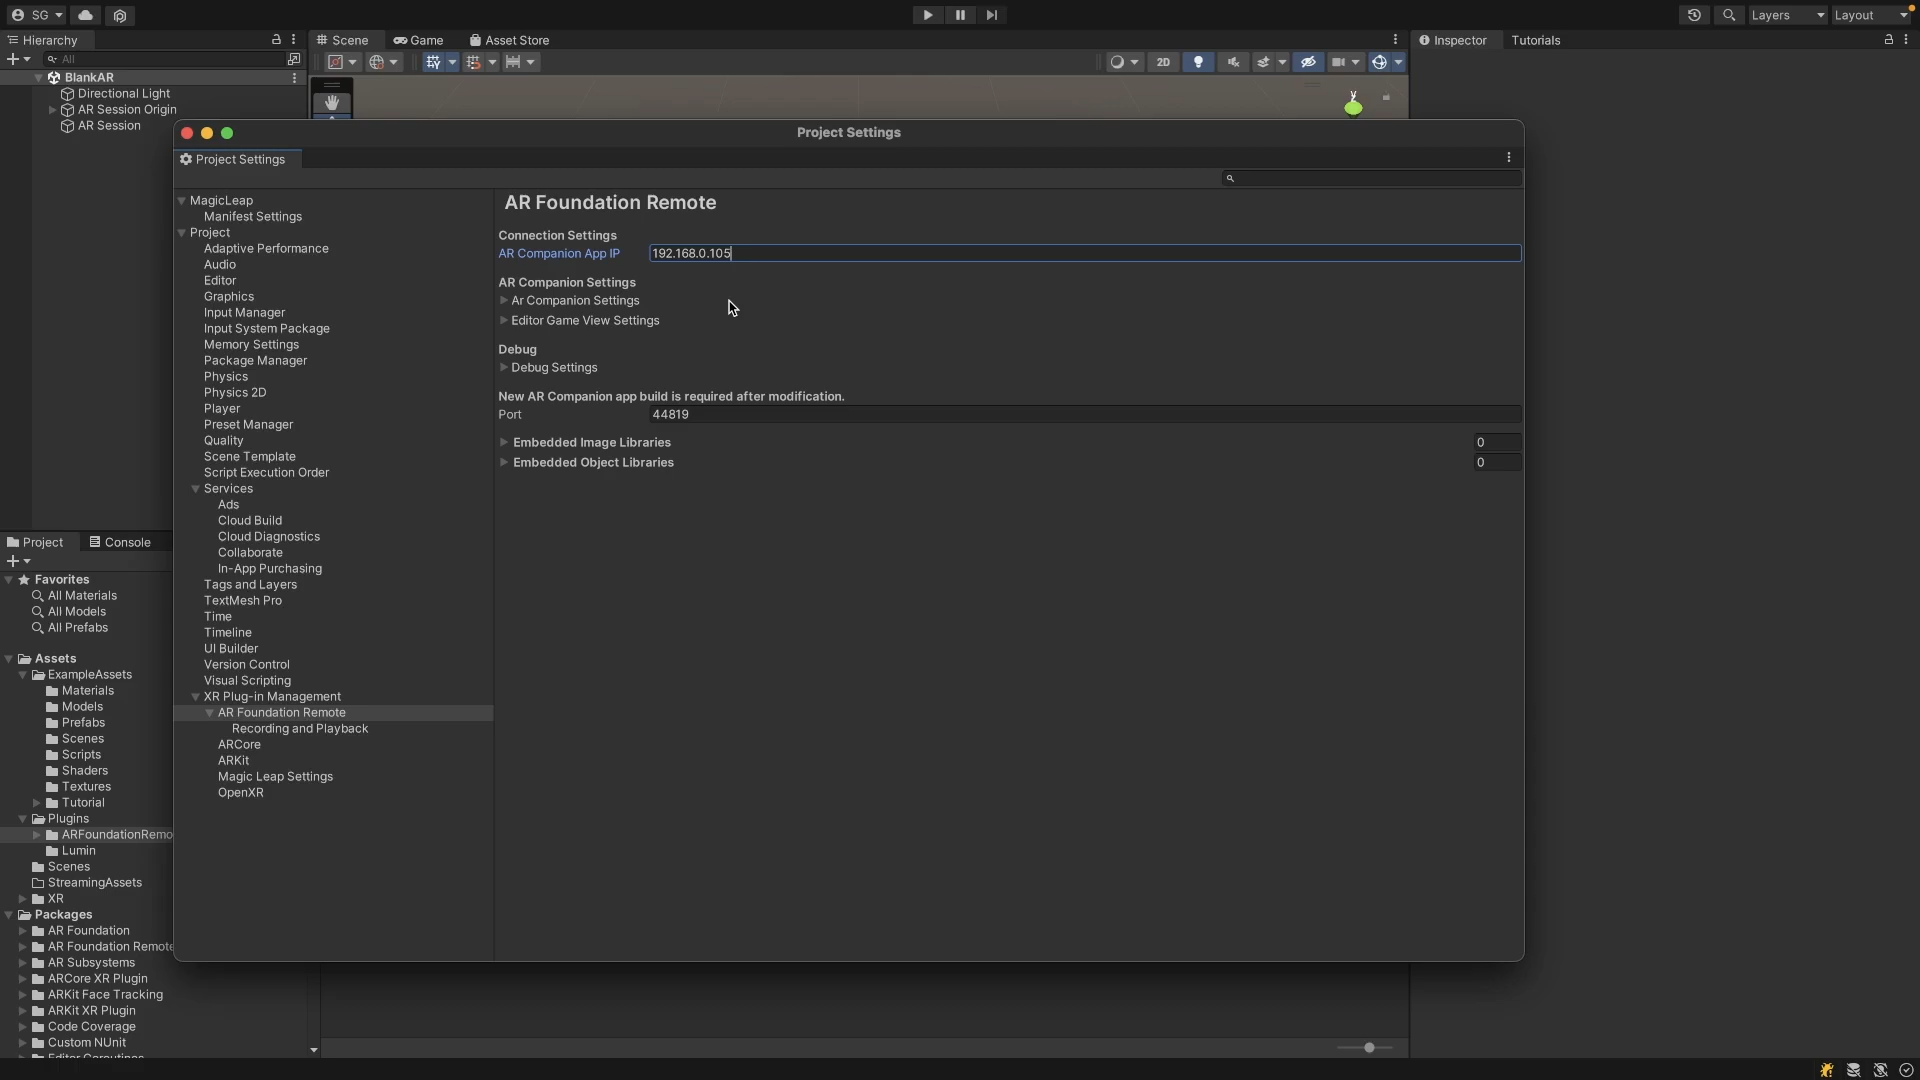 SG
Layers
Layout
Hierarchy
Scene
Game
Asset Store
Inspector
Tutorials
All
2D
BlankAR
Directional Light
AR Session Origin
AR Session
y
Project Settings
Project Settings
MagicLeap
Manifest Settings
Project
Adaptive Performance
Audio
Editor
Graphics
Input Manager
Input System Package
Memory Settings
Package Manager
Physics
Physics 2D
Player
Preset Manager
Quality
Scene Template
Script Execution Order
Services
Ads
Cloud Build
Cloud Diagnostics
Collaborate
In-App Purchasing
Tags and Layers
TextMesh Pro
Time
Timeline
UI Builder
Version Control
Visual Scripting
XR Plug-in Management
AR Foundation Remote
Recording and Playback
ARCore
ARKit
Magic Leap Settings
OpenXR
AR Foundation Remote
Connection Settings
AR Companion App IP 192.168.0.105
AR Companion Settings
Ar Companion Settings
Editor Game View Settings
Debug
Debug Settings
New AR Companion app build is required after modification.
Port 44819
Embedded Image Libraries 0
Embedded Object Libraries 0
Project
Console
Favorites
All Materials
All Models
All Prefabs
Assets
ExampleAssets
Materials
Models
Prefabs
Scenes
Scripts
Shaders
Textures
Tutorial
Plugins
ARFoundationRemo
Lumin
Scenes
StreamingAssets
XR
Packages
AR Foundation
AR Foundation Remote
AR Subsystems
ARCore XR Plugin
ARKit Face Tracking
ARKit XR Plugin
Code Coverage
Custom NUnit
Editor Coroutines